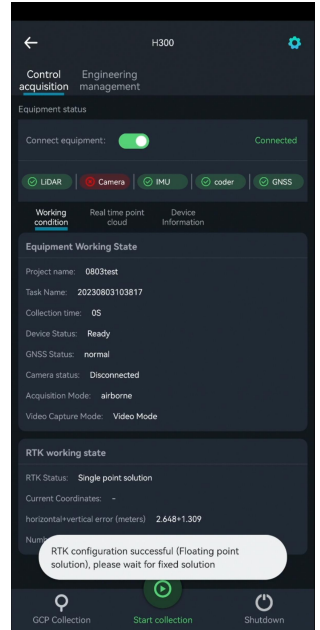 H300
Control acquisition
Engineering management
Equipment status
Connect equipment: Connected
LiDAR Camera IMU coder GNSS
Working condition
Real time point cloud
Device Information
Equipment Working State
Project name: 0803test
Task Name: 20230803103817
Collection time: 0S
Device Status: Ready
GNSS Status: normal
Camera status: Disconnected
Acquisition Mode: airborne
Video Capture Mode: Video Mode
RTK working state
RTK Status: Single point solution
Current Coordinates: -
horizontal+vertical error (meters) 2.648+1.309
RTK configuration successful (Floating point
solution), please wait for fixed solution
GCP Collection Start collection Shutdown